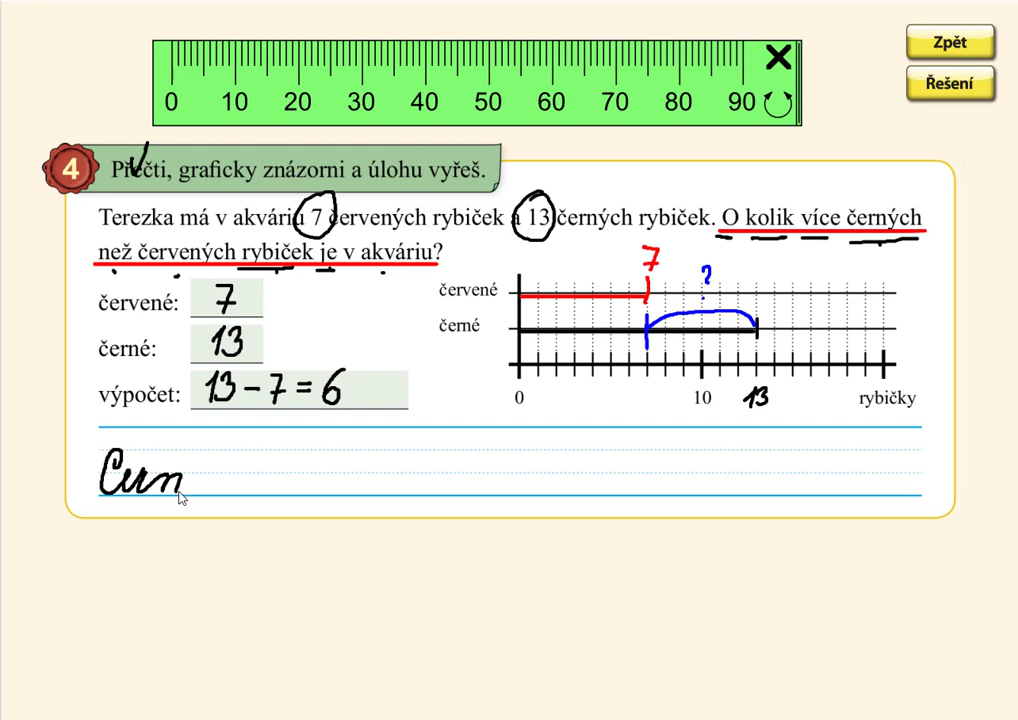 Zpět
Řešení
0 10 20 30 40 50 60 70 80 90
4 Přečti, graficky znázorni a úlohu vyřeš.
Terezka má v akváriu 7 červených rybiček a 13 černých rybiček. O kolik více černých
než červených rybiček je v akváriu?
7 ?
červené: 7
červené
černé
černé: 13
výpočet: 13 - 7 = 6
0 10 13 rybičky
Čern